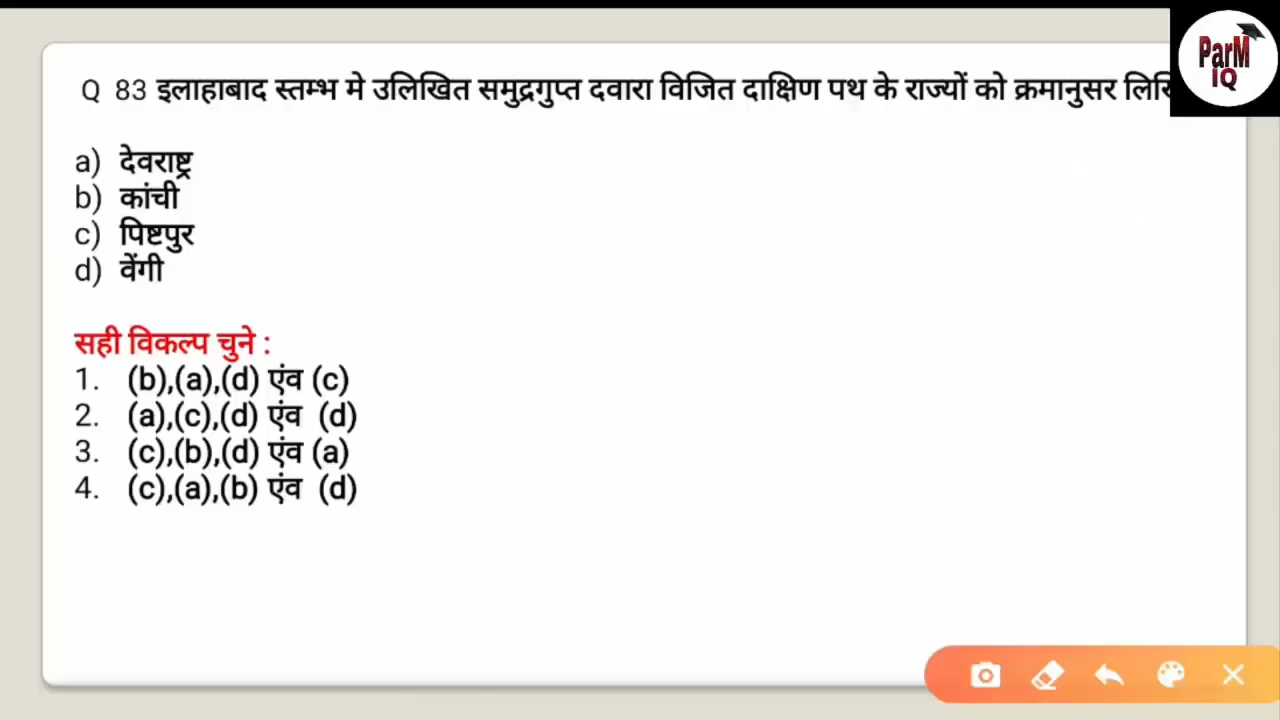 ParM
IQ
Q 83 इलाहाबाद स्तम्भ मे उलिखित समुद्रगुप्त दवारा विजित दाक्षिण पथ के राज्यों को क्रमानुसर
a) देवराष्ट्र
b) कांची
c) पिष्टपुर
d) वेंगी
सही विकल्प चुने :
1. (b),(a),(d) एंव (c)
2. (a),(c),(d) एंव (d)
3. (c),(b),(d) एंव (a)
4. (c),(a),(b) एंव (d)